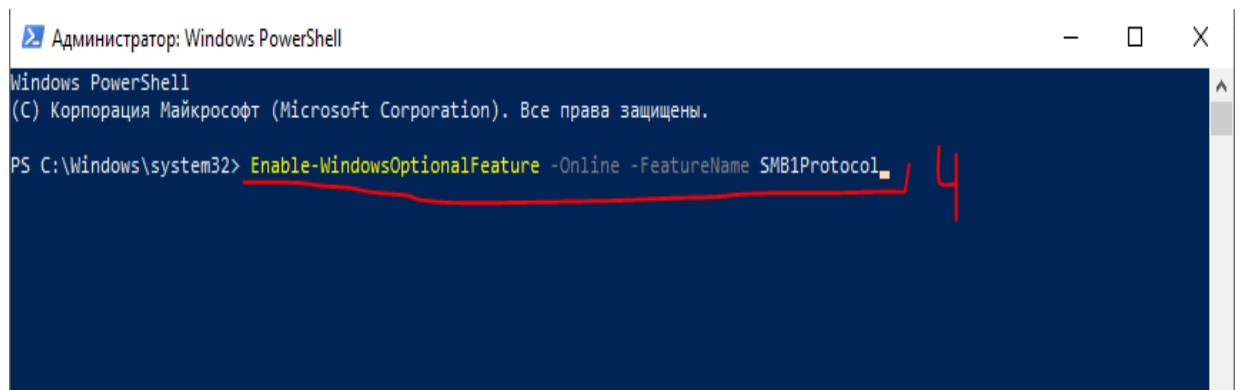 Администратор: Windows PowerShell
Windows PowerShell
(C) Корпорация Майкрософт (Microsoft Corporation). Все права защищены.
PS C:\Windows\system32> Enable-WindowsOptionalFeature -Online -FeatureName SMB1Protocol
4